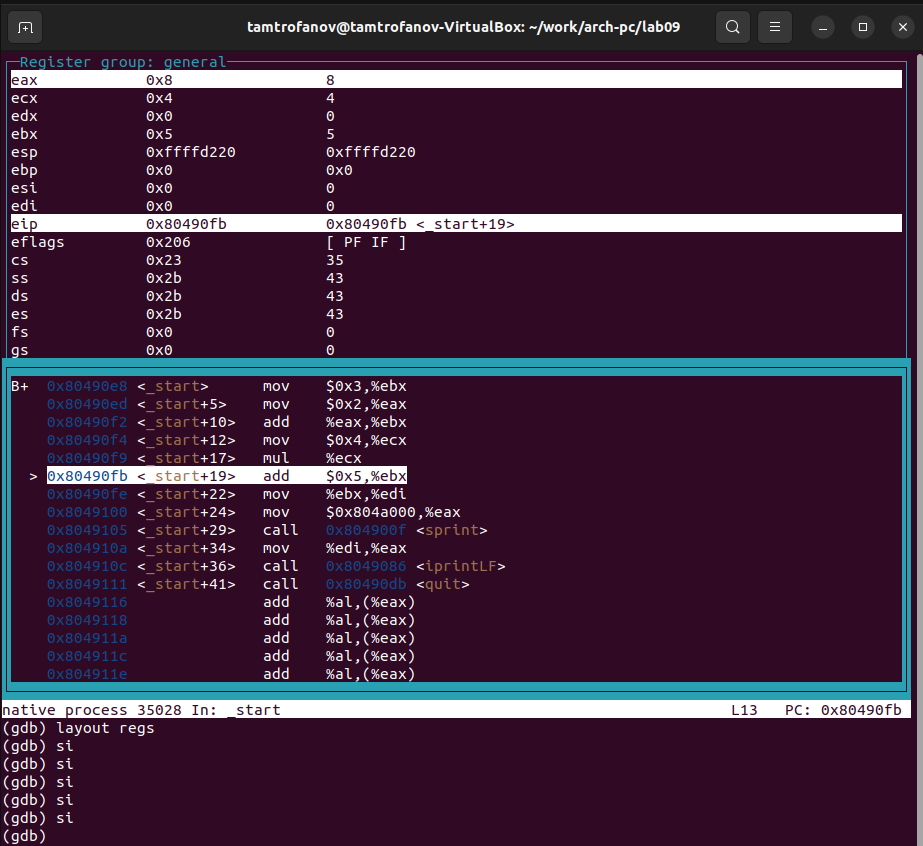 tamtrofanov@tamtrofanov-VirtualBox: ~/work/arch-pc/lab09
Register group: general
eax 0x8 8
ecx 0x4 4
edx 0x0 0
ebx 0x5 5
esp 0xffffd220 0xffffd220
ebp 0x0 0x0
esi 0x0 0
edi 0x0 0
eip 0x80490fb 0x80490fb <_start+19>
eflags 0x206 [ PF IF ]
cs 0x23 35
ss 0x2b 43
ds 0x2b 43
es 0x2b 43
fs 0x0 0
gs 0x0 0
B+ 0x80490e8 <_start> mov $0x3,%ebx
0x80490ed <_start+5> mov $0x2,%eax
0x80490f2 <_start+10> add %eax,%ebx
0x80490f4 <_start+12> mov $0x4,%ecx
0x80490f9 <_start+17> mul %ecx
> 0x80490fb <_start+19> add $0x5,%ebx
0x80490fe <_start+22> mov %ebx,%edi
0x8049100 <_start+24> mov $0x804a000,%eax
0x8049105 <_start+29> call 0x804900f <sprint>
0x804910a <_start+34> mov %edi,%eax
0x804910c <_start+36> call 0x8049086 <iprintLF>
0x8049111 <_start+41> call 0x80490db <quit>
0x8049116 add %al,(%eax)
0x8049118 add %al,(%eax)
0x804911a add %al,(%eax)
0x804911c add %al,(%eax)
0x804911e add %al,(%eax)
native process 35028 In: _start L13 PC: 0x80490fb
(gdb) layout regs
(gdb) si
(gdb) si
(gdb) si
(gdb) si
(gdb) si
(gdb)